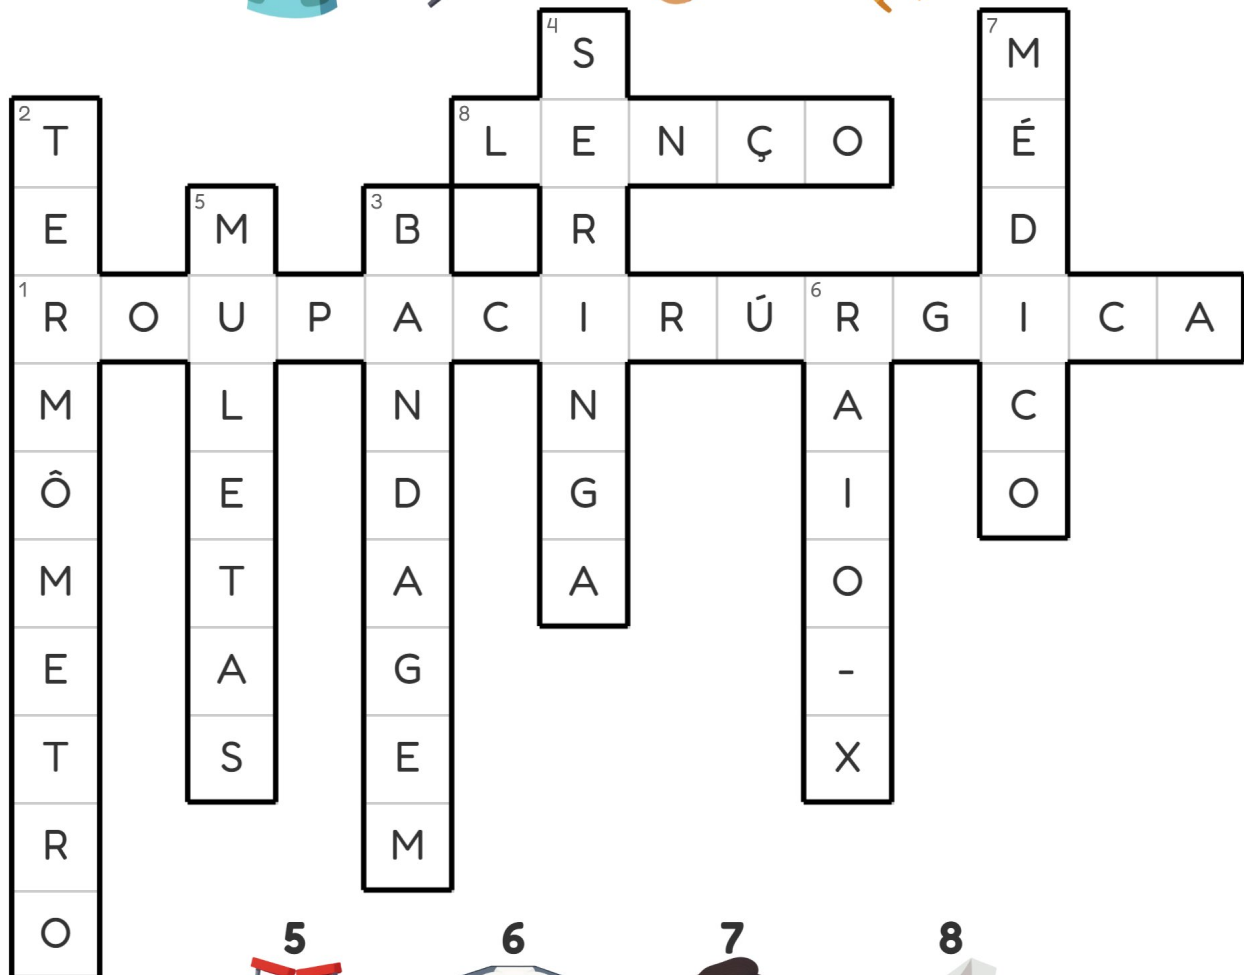 4 S 7 M
2 T 8 L E N Ç O É
E 5 M 3 B R D
1 R O U P A C I R Ú 6 R G I C A
M L N N A C
Ô E D G I O
M T A A O
E A G -
T S E X
R M
O
5 6 7 8